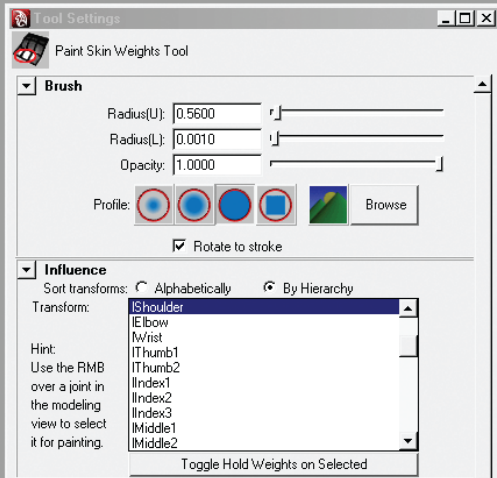 Tool Settings
Paint Skin Weights Tool
Brush
Radius(U): 0.5600
Radius(L): 0.0010
Opacity: 1.0000
Profile: Browse
Rotate to stroke
Influence
Sort transforms: Alphabetically By Hierarchy
Transform: lShoulder
lElbow
lWrist
Hint: lThumb1
Use the RMB lThumb2
over a joint in lIndex1
the modeling lIndex2
view to select lIndex3
it for painting. lMiddle1
lMiddle2
Toggle Hold Weights on Selected